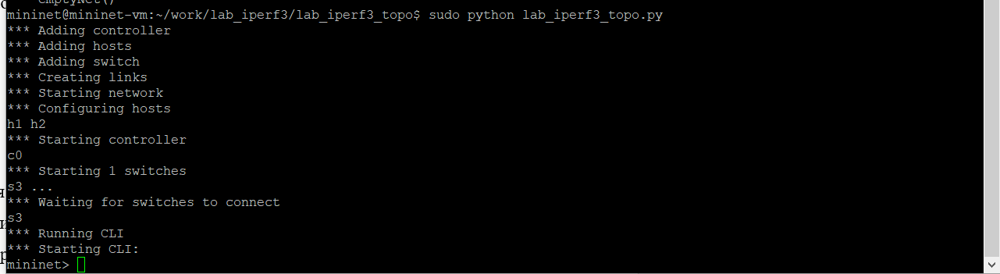 emptyNet()
mininet@mininet-vm:~/work/lab_iperf3/lab_iperf3_topo$ sudo python lab_iperf3_topo.py
*** Adding controller
*** Adding hosts
*** Adding switch
*** Creating links
*** Starting network
*** Configuring hosts
h1 h2
*** Starting controller
c0
*** Starting 1 switches
s3 ...
*** Waiting for switches to connect
s3
*** Running CLI
*** Starting CLI:
mininet>